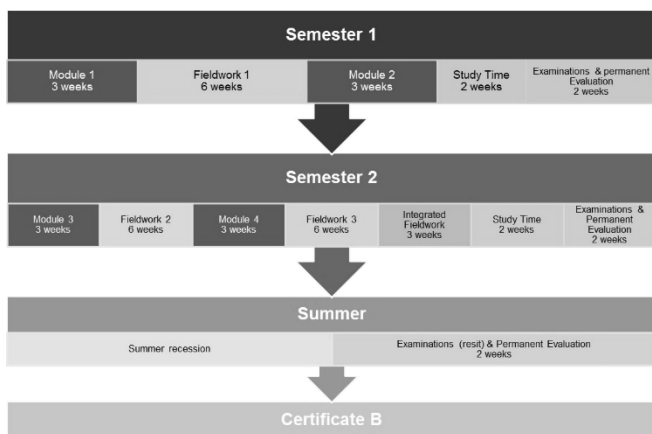 Semester 1
Module 1
3 weeks
Fieldwork 1
6 weeks
Module 2
3 weeks
Study Time
2 weeks
Examinations & permanent
Evaluation
2 weeks
Semester 2
Module 3
3 weeks
Fieldwork 2
6 weeks
Module 4
3 weeks
Fieldwork 3
6 weeks
Integrated
Fieldwork
3 weeks
Study Time
2 weeks
Examinations &
Permanent
Evaluation
2 weeks
Summer
Summer recession
Examinations (resit) & Permanent Evaluation
2 weeks
Certificate B